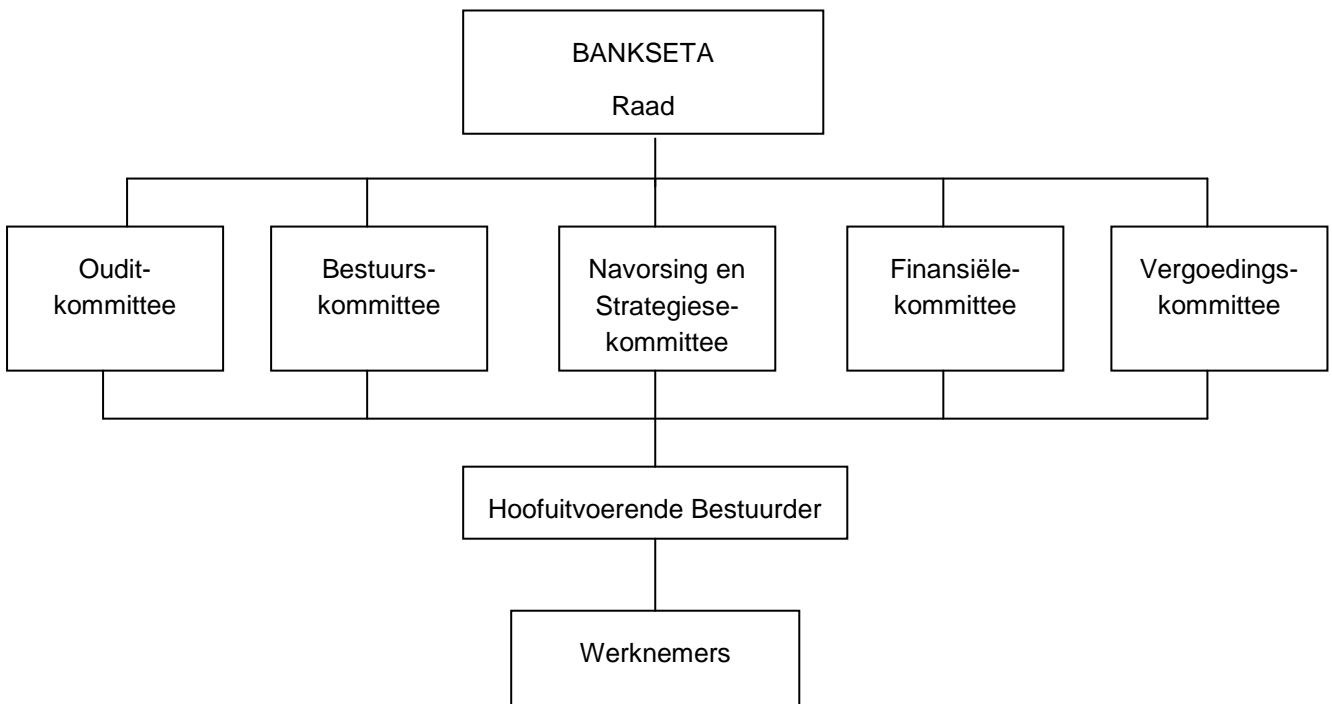 BANKSETA
Raad
Oudit-
kommittee
Bestuurs-
kommittee
Navorsing en
Strategiese-
kommittee
Finansiële-
kommittee
Vergoedings-
kommittee
Hoofuitvoerende Bestuurder
Werknemers